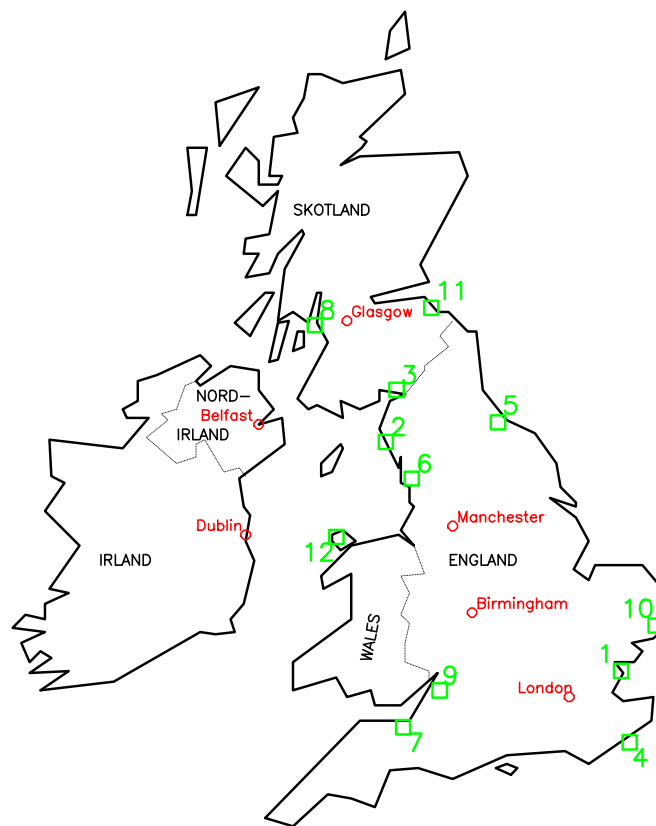 SKOTLAND
11
8
Glasgow
3
NORD-
Belfast
IRLAND
2
5
6
Manchester
Dublin
12
IRLAND
ENGLAND
Birmingham
10
WALES
1
9
London
7
4